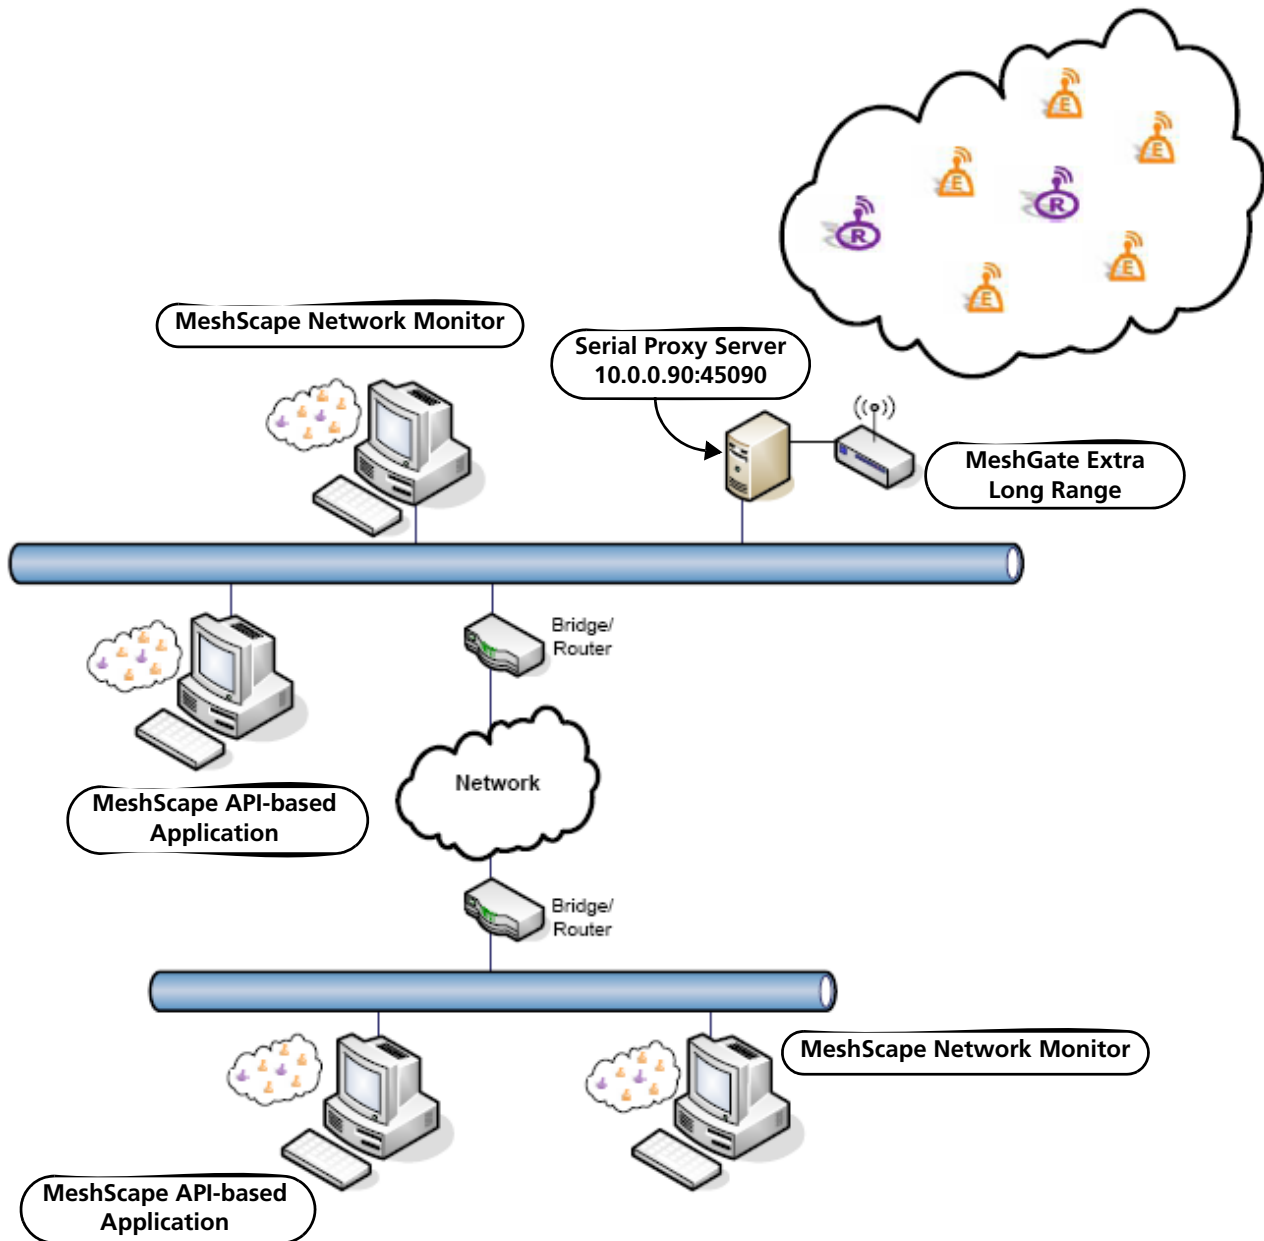 E
E
E
R
R
E
E
MeshScape Network Monitor
Serial Proxy Server
10.0.0.90:45090
MeshGate Extra
Long Range
Bridge/
Router
MeshScape API-based
Application
Network
Bridge/
Router
MeshScape Network Monitor
MeshScape API-based
Application